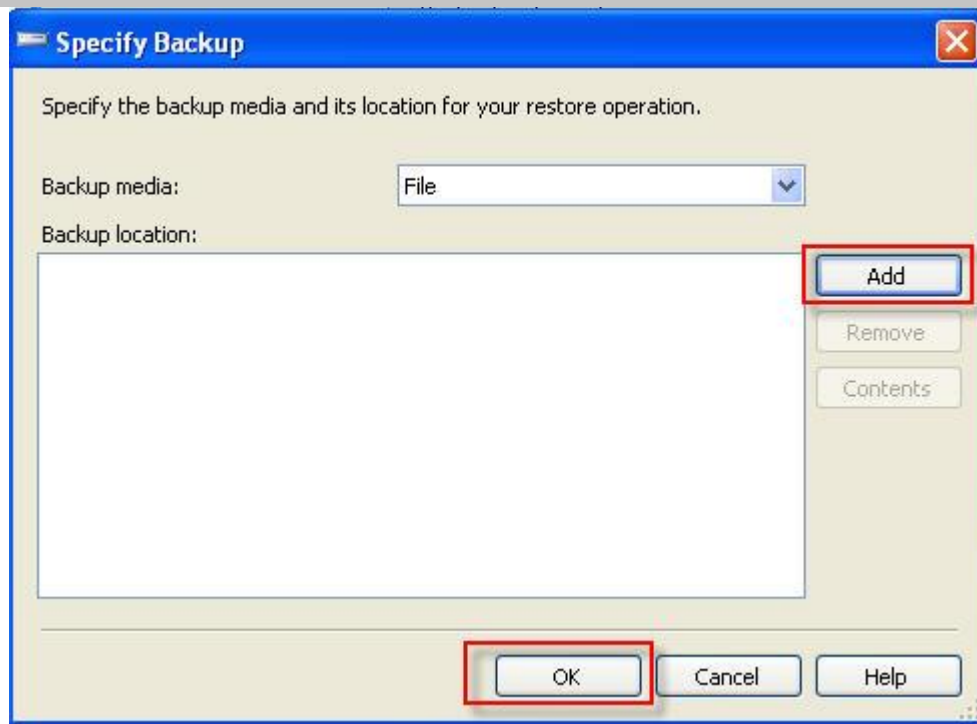 Specify Backup
Specify the backup media and its location for your restore operation.
Backup media: File
Backup location:
Add
Remove
Contents
OK Cancel Help